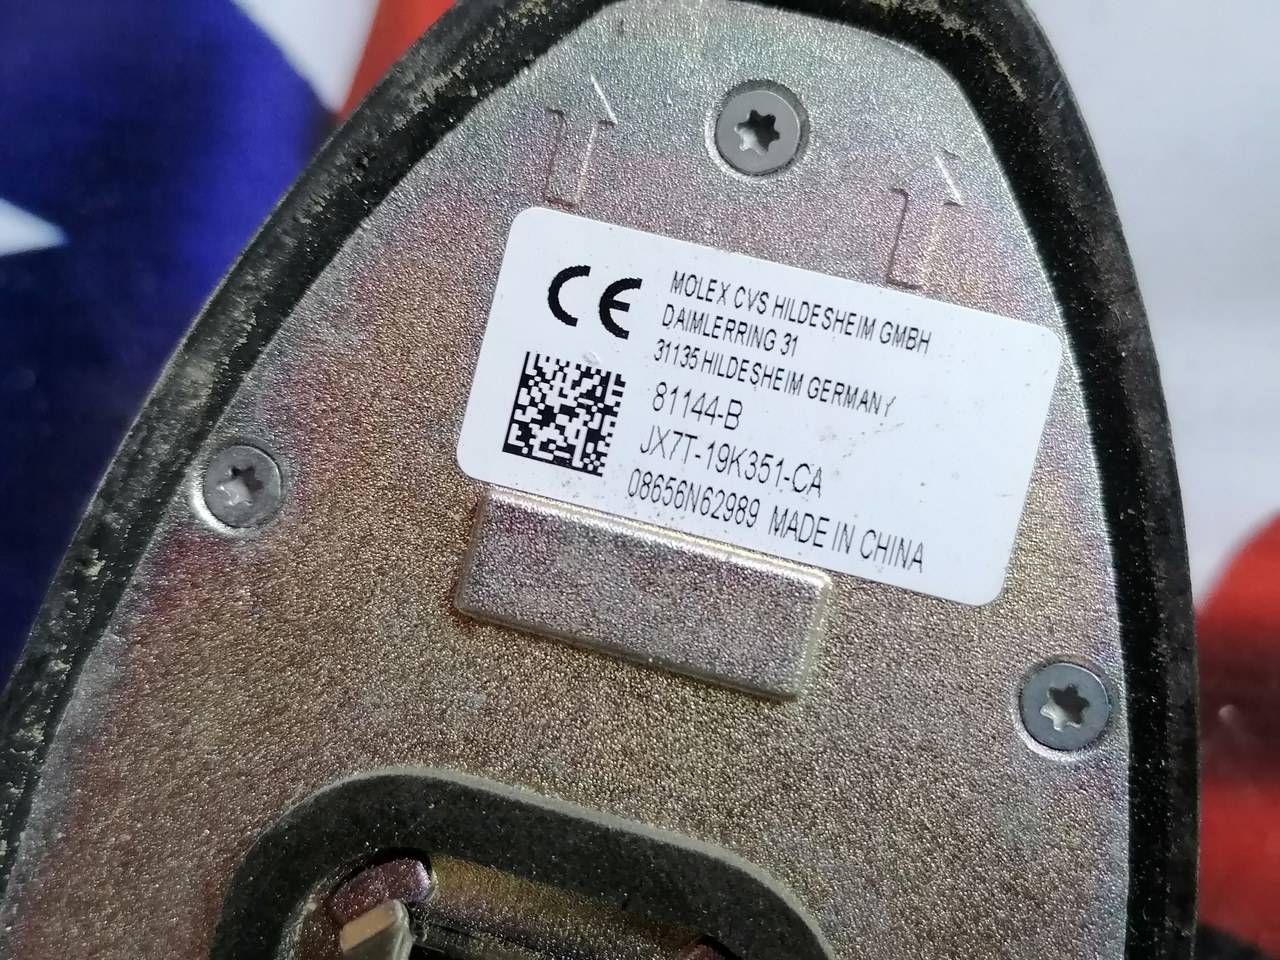 CE
MOLEX CVS HILDESHEIM GMBH
DAIMLERRING 31
31135 HILDESHEIM GERMANY
81144-B
JX7T-19K351-CA
08656N62989 MADE IN CHINA